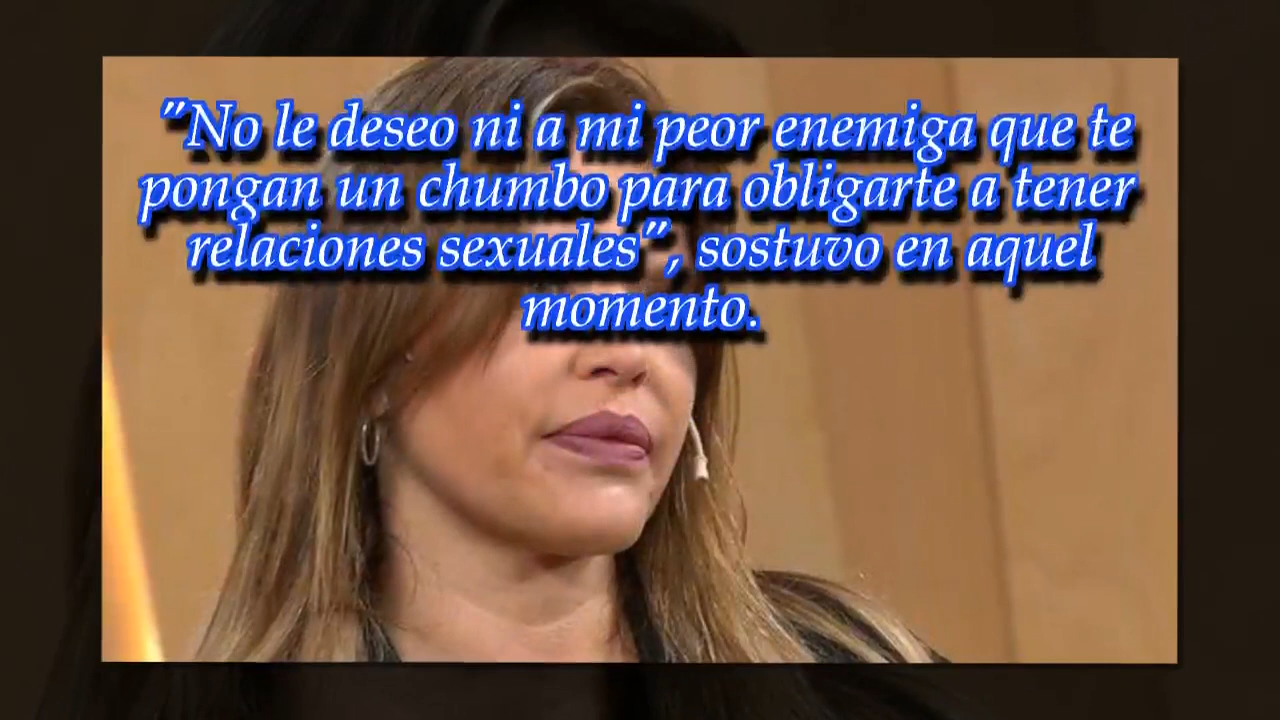 "No le deseo ni a mi peor enemiga que te
pongan un chumbo para obligarte a tener
relaciones sexuales", sostuvo en aquel
momento.